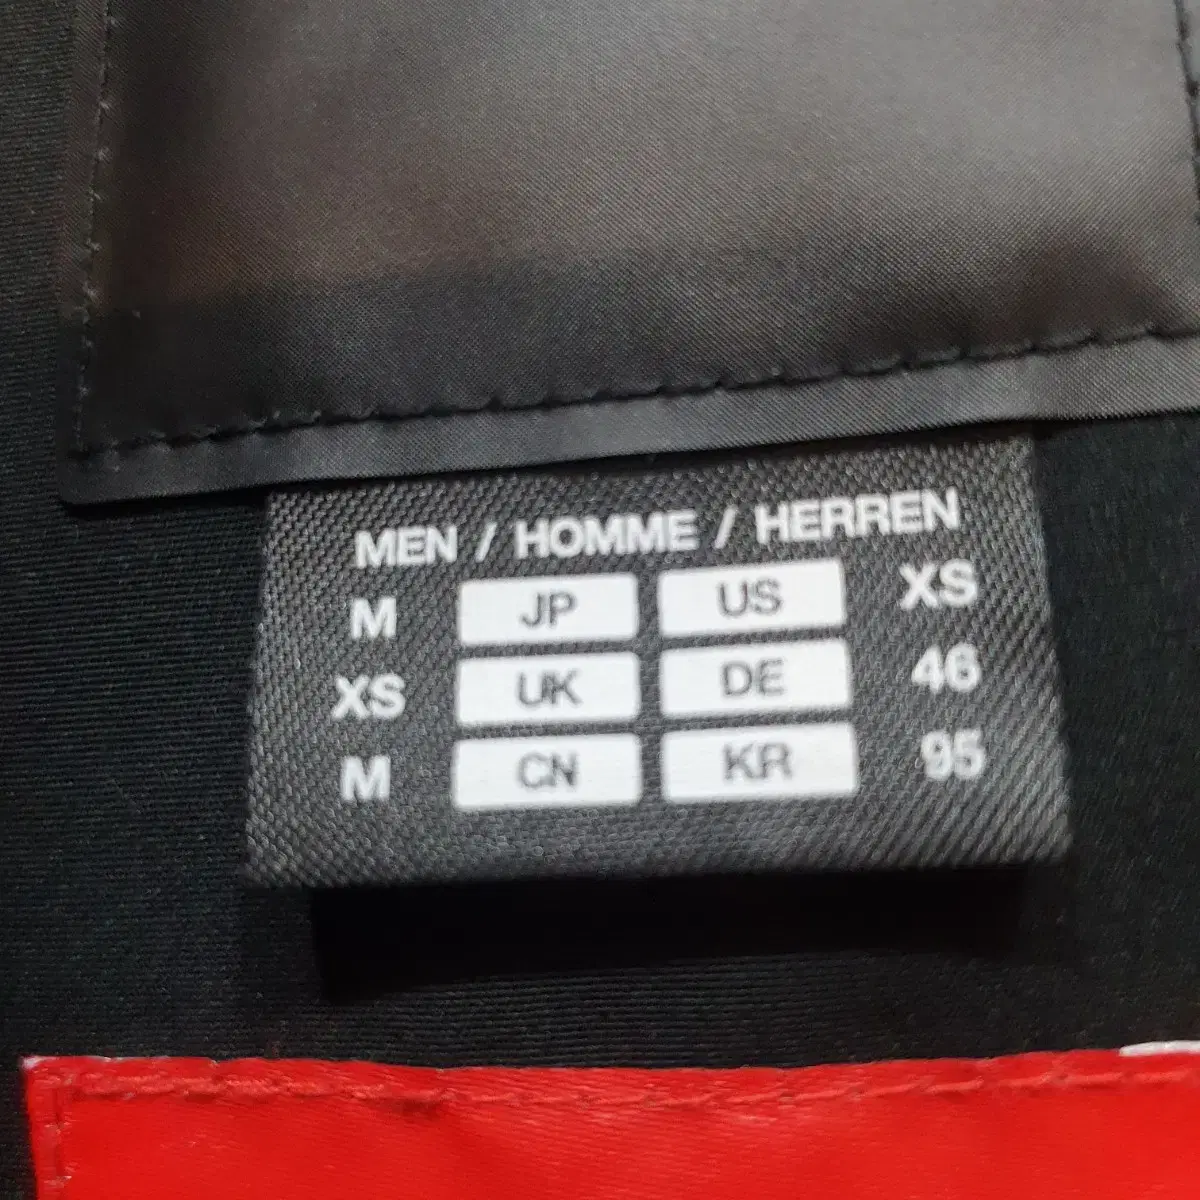 MEN / HOMME / HERREN
M JP US XS
XS UK DE 46
M CN KR 95